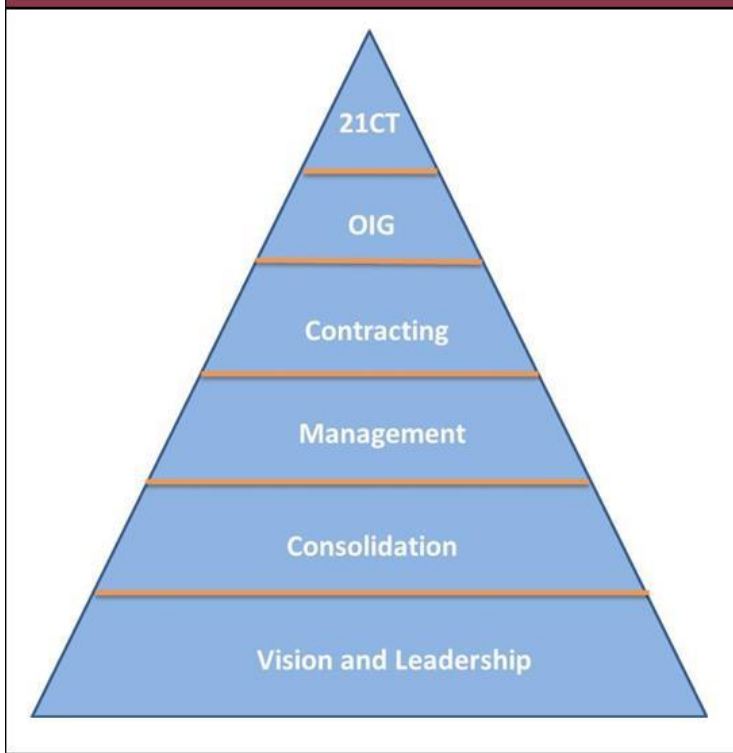 21CT
OIG
Contracting
Management
Consolidation
Vision and Leadership